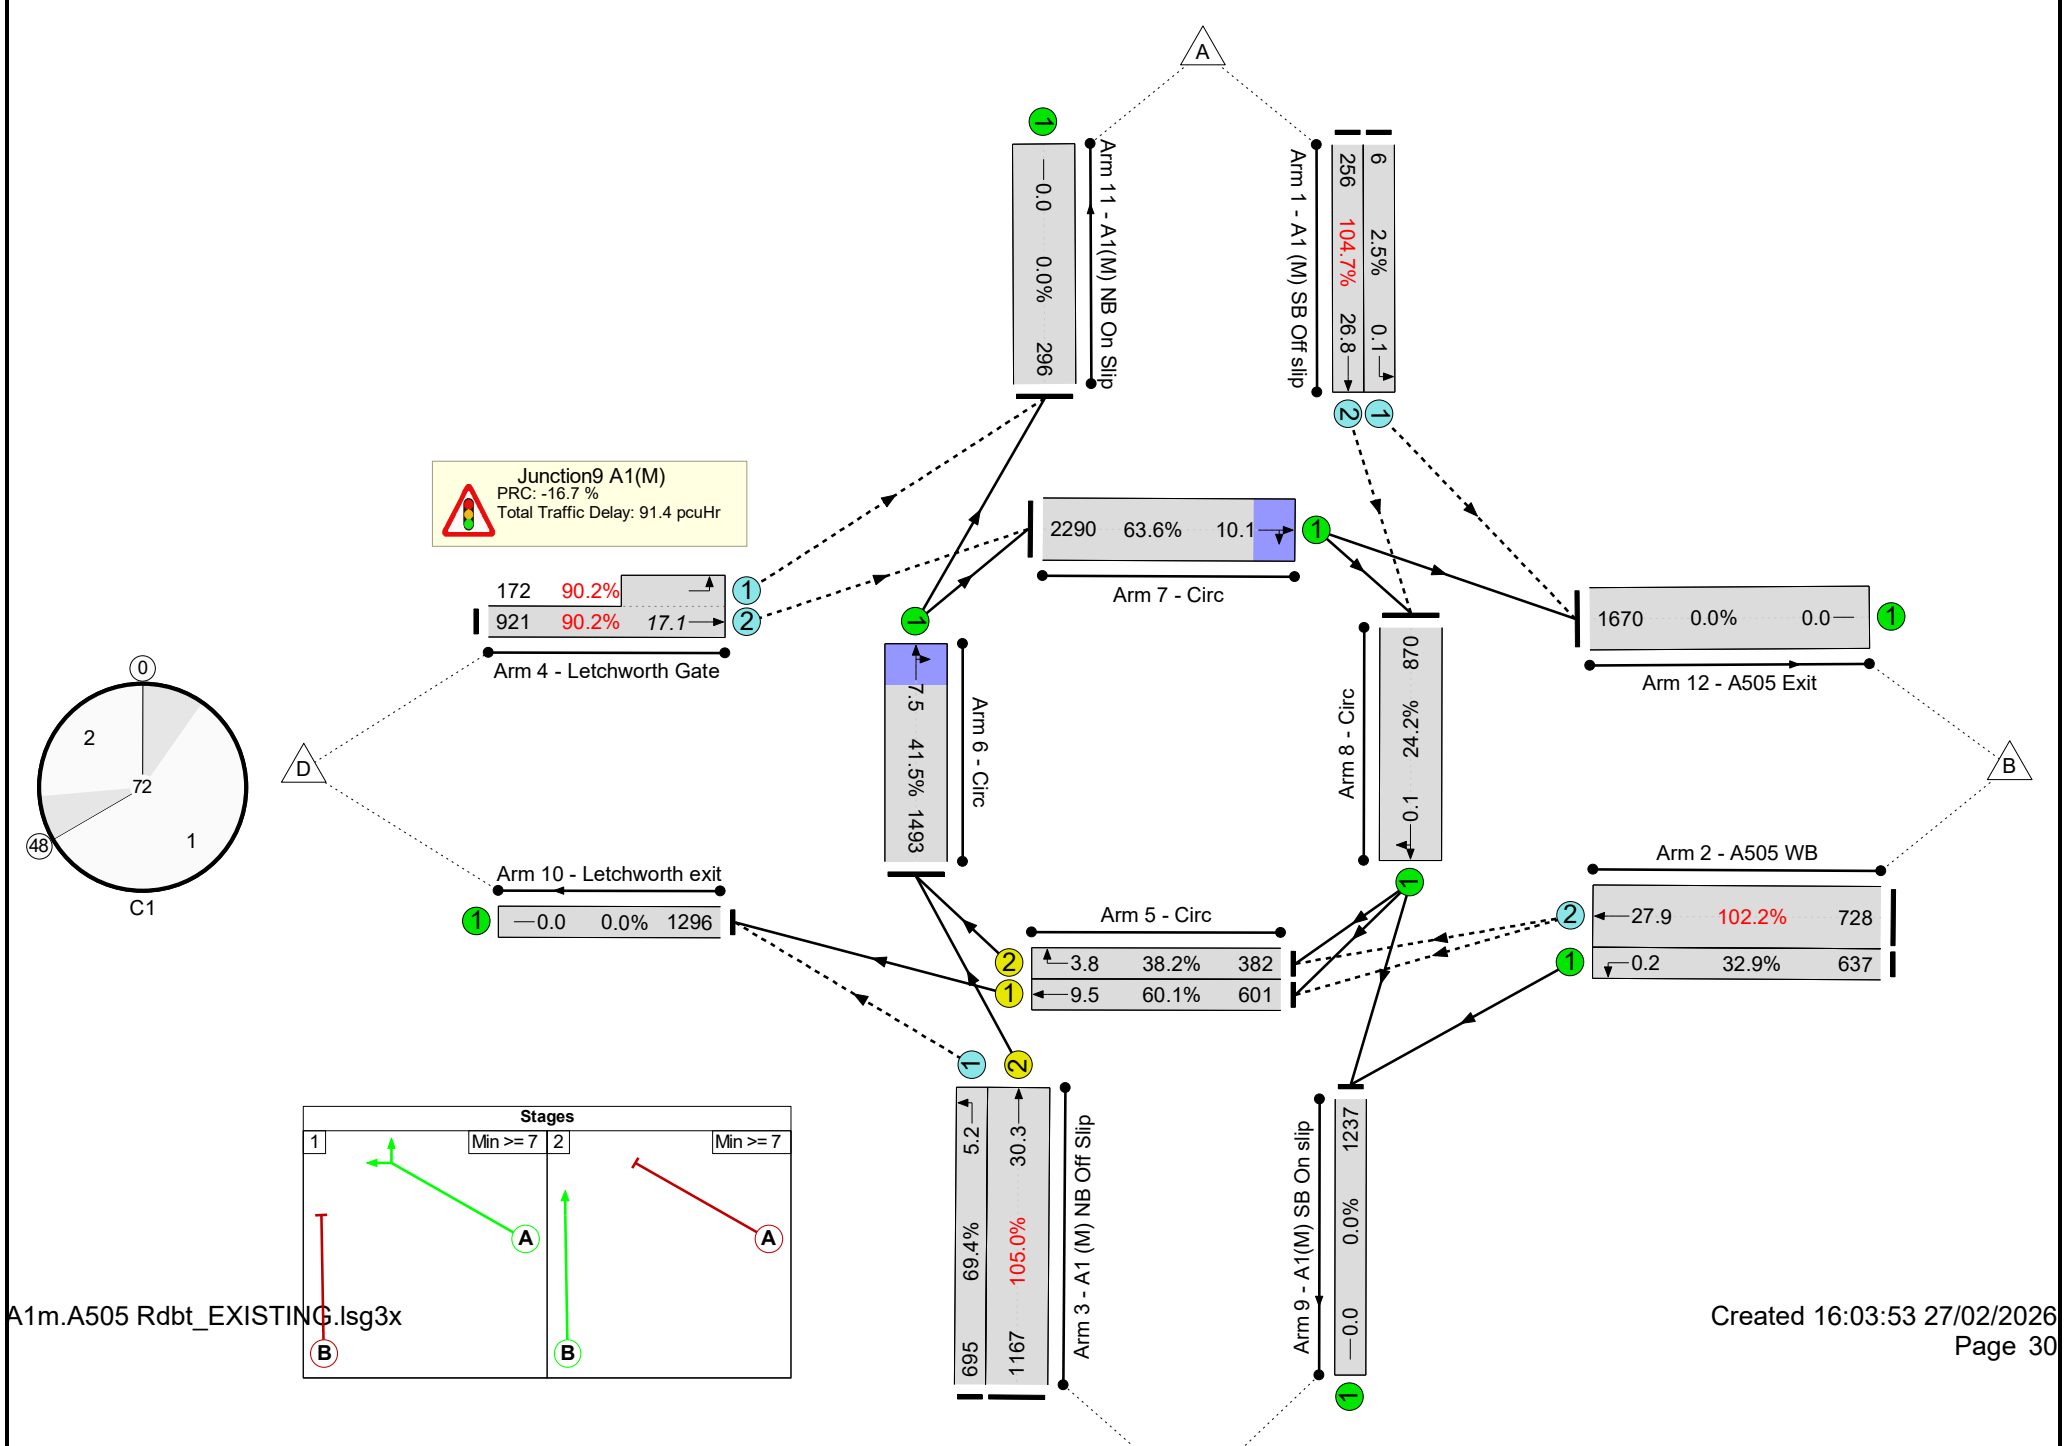 A
1
Arm 11 - A1(M) NB On Slip
0.0 0.0% 296
Arm 1 - A1 (M) SB Off slip
256 104.7% 26.8
6 2.5% 0.1
2 1
Junction9 A1(M)
PRC: -16.7 %
Total Traffic Delay: 91.4 pcuHr
2290 63.6% 10.1
1
Arm 7 - Circ
172 90.2%
1
921 90.2% 17.1
2
Arm 4 - Letchworth Gate
1
1670 0.0% 0.0
1
Arm 12 - A505 Exit
7.5 41.5% 1493
Arm 6 - Circ
Arm 8 - Circ
0.1 24.2% 870
1
0
2
72
1
48
C1
D
B
Arm 10 - Letchworth exit
1
0.0 0.0% 1296
Arm 5 - Circ
2
3.8 38.2% 382
1
9.5 60.1% 601
Arm 2 - A505 WB
2
27.9 102.2% 728
1
0.2 32.9% 637
1 2
5.2 69.4% 695
30.3 105.0% 1167
Arm 3 - A1 (M) NB Off Slip
Arm 9 - A1(M) SB On slip
0.0 0.0% 1237
1
Stages
1 Min >= 7 2 Min >= 7
A
A
B
B
A1m.A505 Rdbt_EXISTING.lsg3x
Created 16:03:53 27/02/2026
Page 30